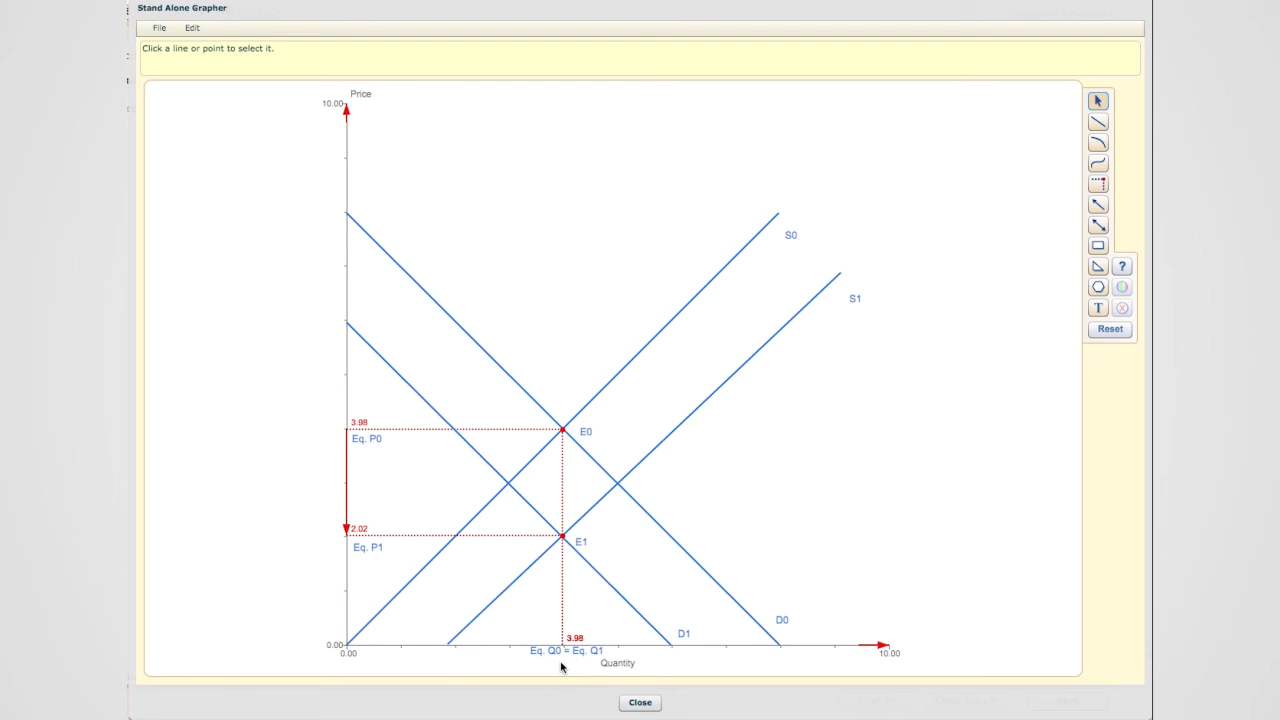 Stand Alone Grapher
File Edit
Click a line or point to select it.
Price
10.00
S0
S1
?
T
Reset
3.98
Eq. P0
E0
2.02
Eq. P1
E1
D0
D1
3.98
0.00
Eq. Q0 = Eq. Q1
0.00
10.00
Quantity
Close